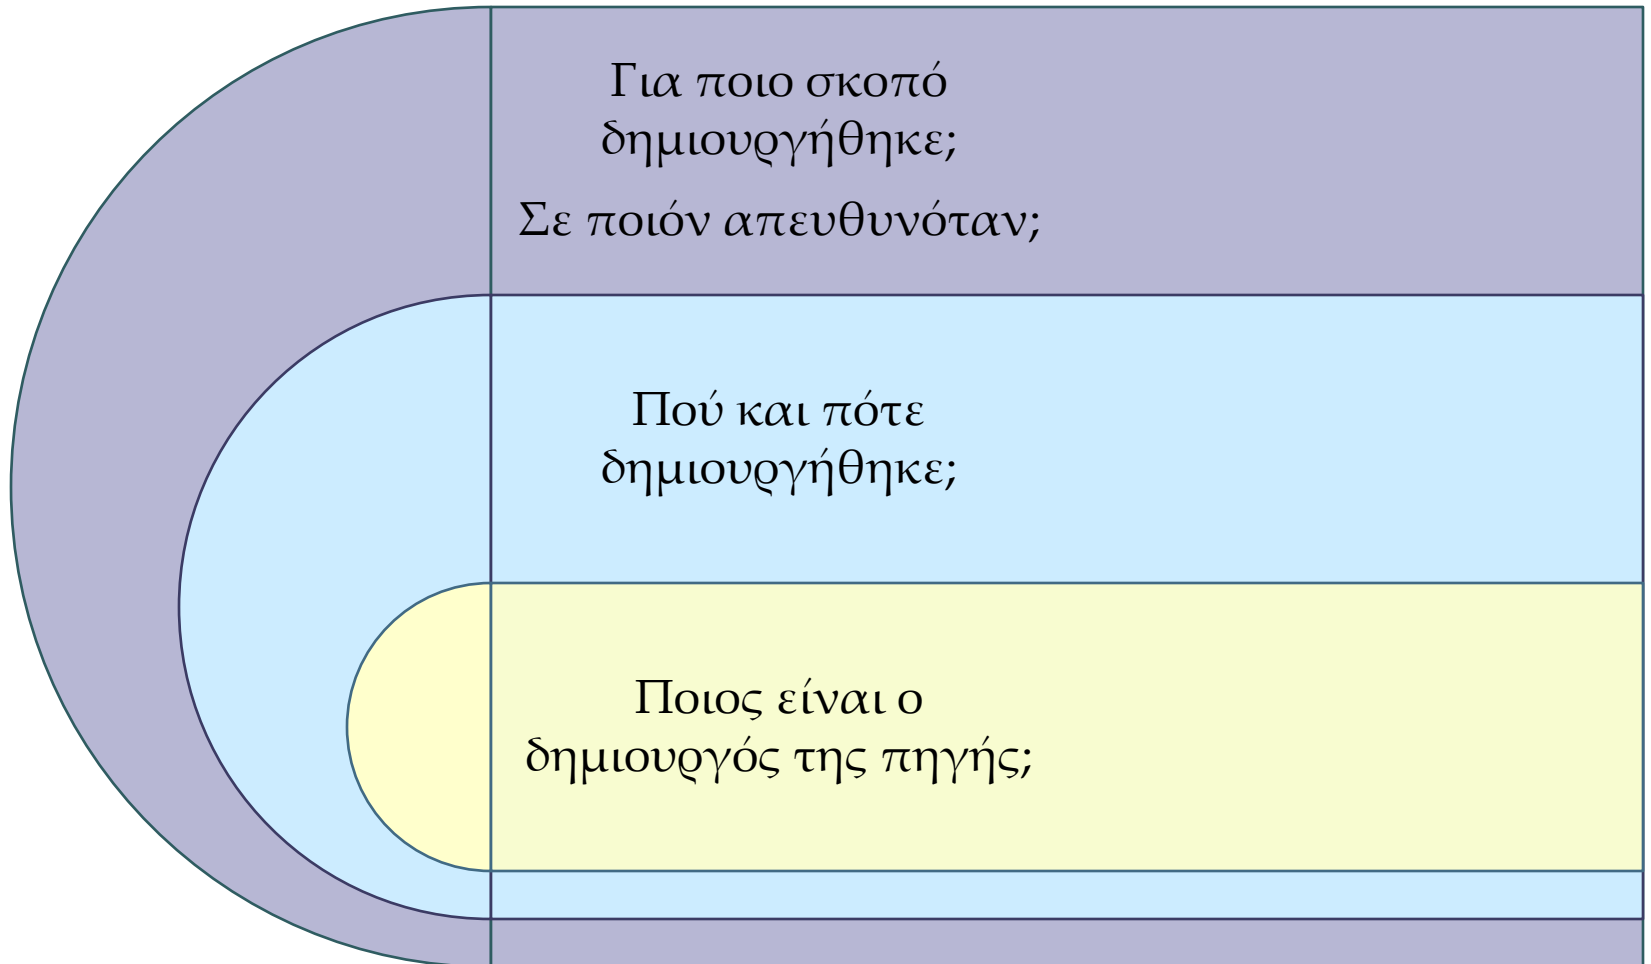 Για ποιο σκοπό
δημιουργήθηκε;
Σε ποιόν απευθυνόταν;
Πού και πότε
δημιουργήθηκε;
Ποιος είναι ο
δημιουργός της πηγής;